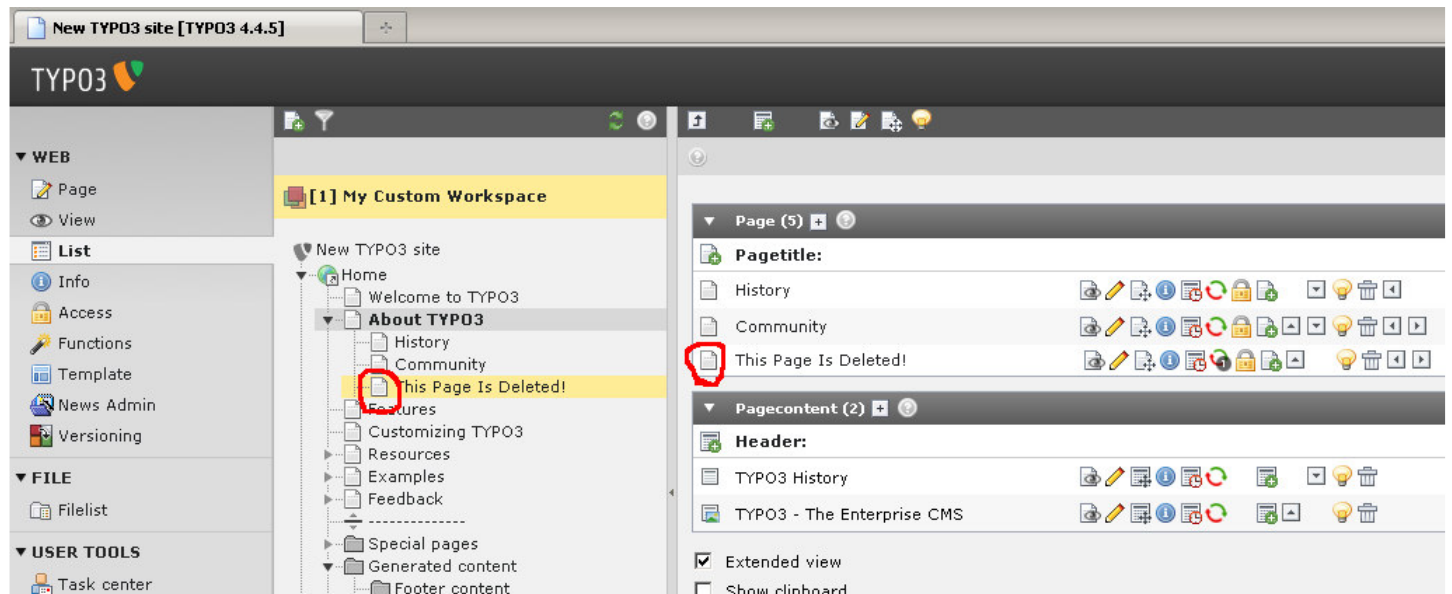 New TYPO3 site [TYPO3 4.4.5]
TYPO3
WEB
Page
View
List
Info
Access
Functions
Template
News Admin
Versioning
FILE
Filelist
USER TOOLS
Task center
[1] My Custom Workspace
New TYPO3 site
Home
Welcome to TYPO3
About TYPO3
History
Community
This Page Is Deleted!
Features
Customizing TYPO3
Resources
Examples
Feedback
--------------
Special pages
Generated content
Footer content
Page (5)
Pagetitle:
History
Community
This Page Is Deleted!
Pagecontent (2)
Header:
TYPO3 History
TYPO3 - The Enterprise CMS
Extended view
Show clipboard